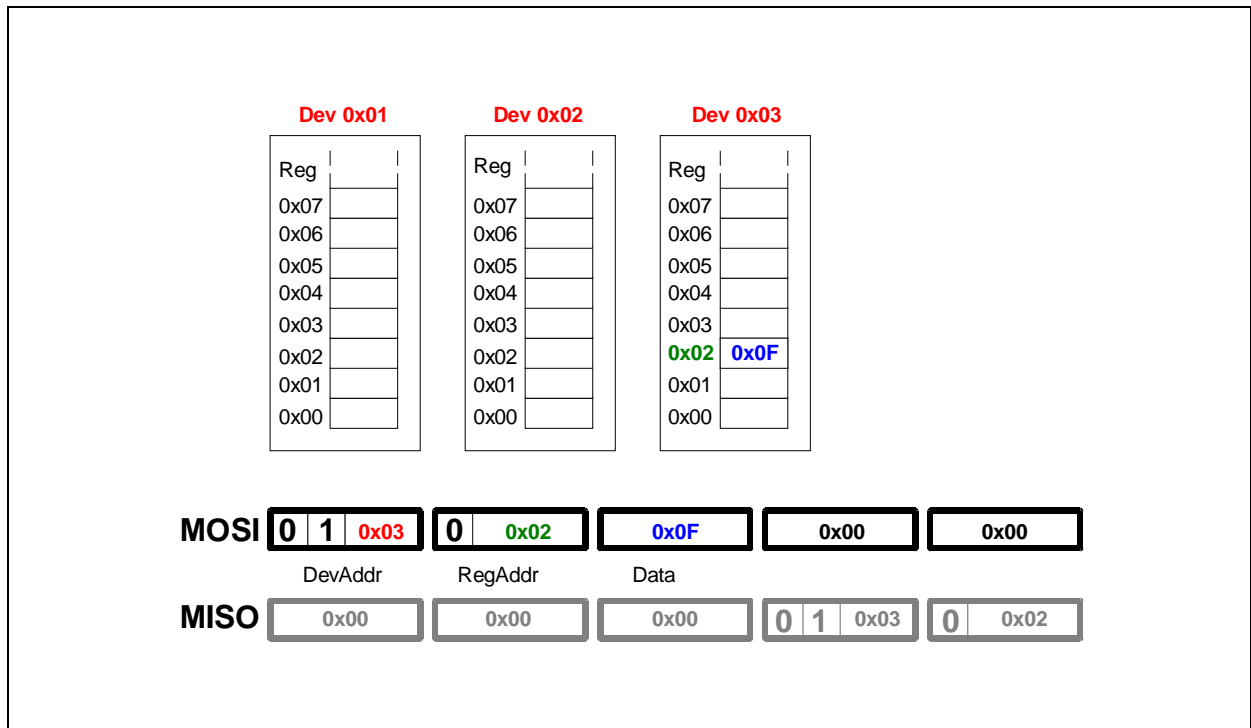 Dev 0x01 Dev 0x02 Dev 0x03
Reg Reg Reg
0x07 0x07 0x07
0x06 0x06 0x06
0x05 0x05 0x05
0x04 0x04 0x04
0x03 0x03 0x03
0x02 0x02 0x02 0x0F
0x01 0x01 0x01
0x00 0x00 0x00
MOSI 0 1 0x03 0 0x02 0x0F 0x00 0x00
DevAddr RegAddr Data
MISO 0x00 0x00 0x00 0 1 0x03 0 0x02